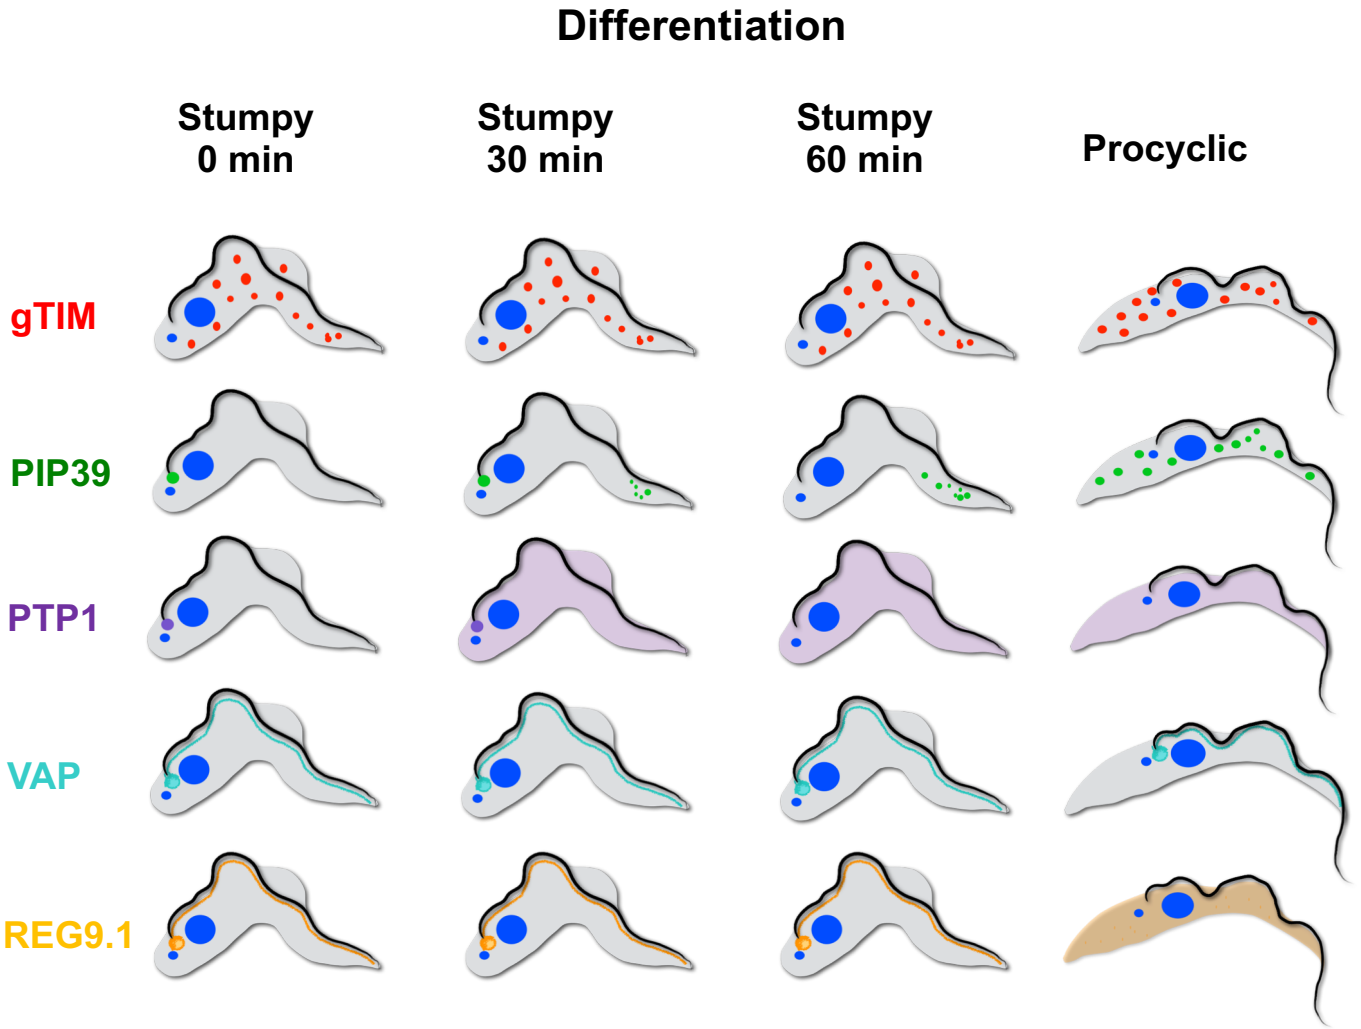 Differentiation
Stumpy
0 min
Stumpy
30 min
Stumpy
60 min
Procyclic
gTIM
PIP39
PTP1
VAP
REG9.1